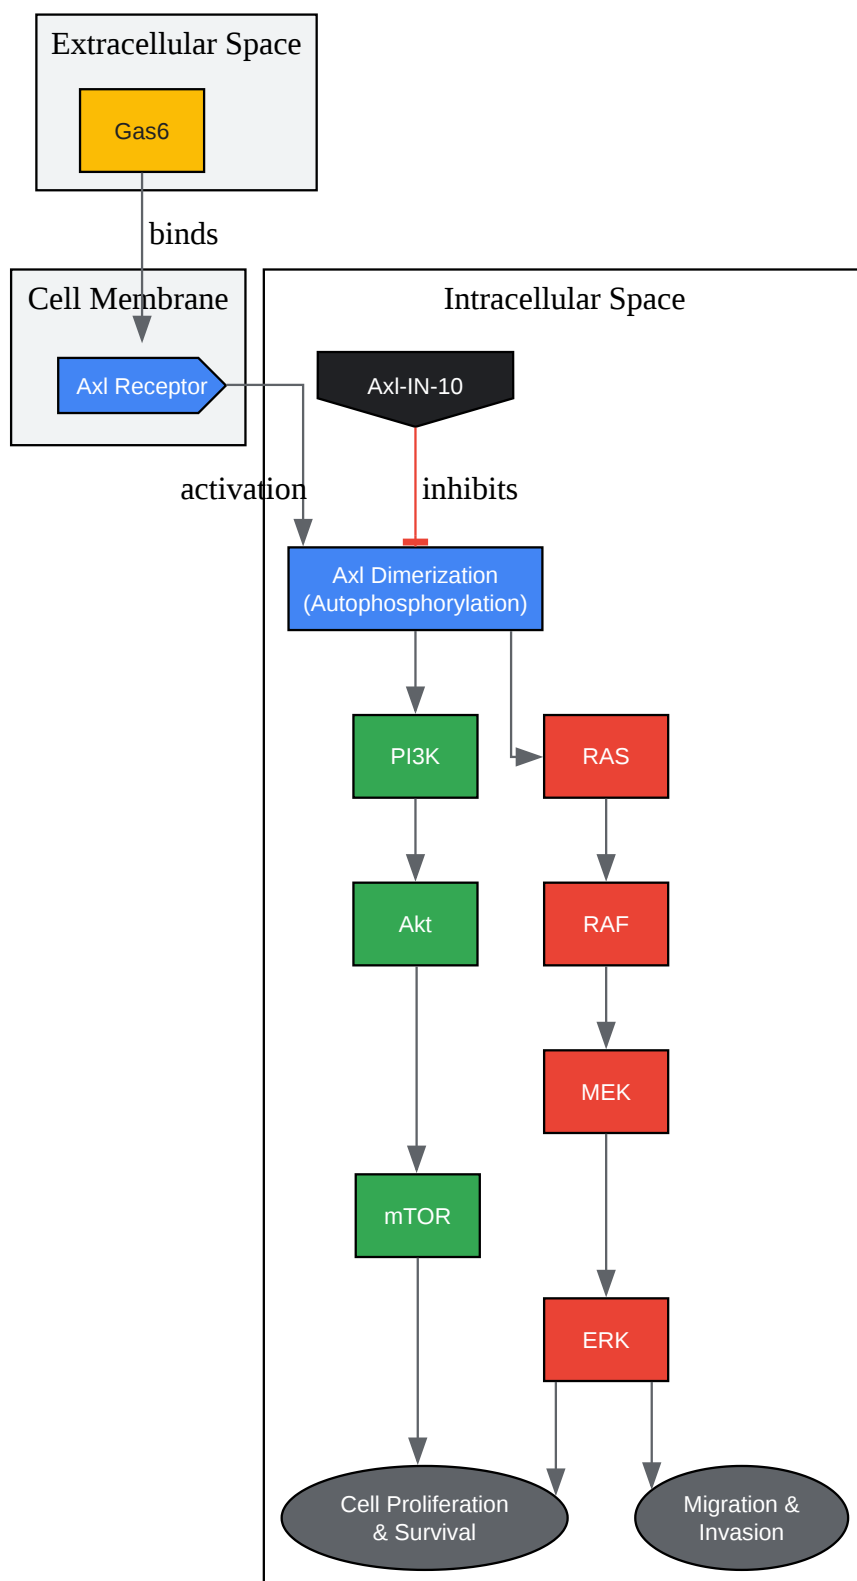 Extracellular Space
Gas6
binds
Cell Membrane
Intracellular Space
Axl Receptor
Axl-IN-10
activation
inhibits
Axl Dimerization
(Autophosphorylation)
PI3K
RAS
Akt
RAF
MEK
mTOR
ERK
Cell Proliferation
& Survival
Migration &
Invasion